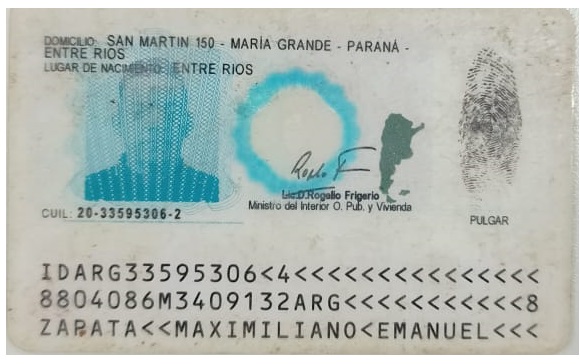 DOMICILIO: SAN MARTIN 150 - MARÍA GRANDE - PARANÁ -
ENTRE RIOS
LUGAR DE NACIMIENTO: ENTRE RIOS
CUIL: 20-33595306-2
Lic.D.Rogelio Frigerio
Ministro del Interior O. Pub. y Vivienda
PULGAR
IDARG33595306<4<<<<<<<<<<<<<<<
8804086M3409132ARG<<<<<<<<<<<8
ZAPATA<<MAXIMILIANO<EMANUEL<<<